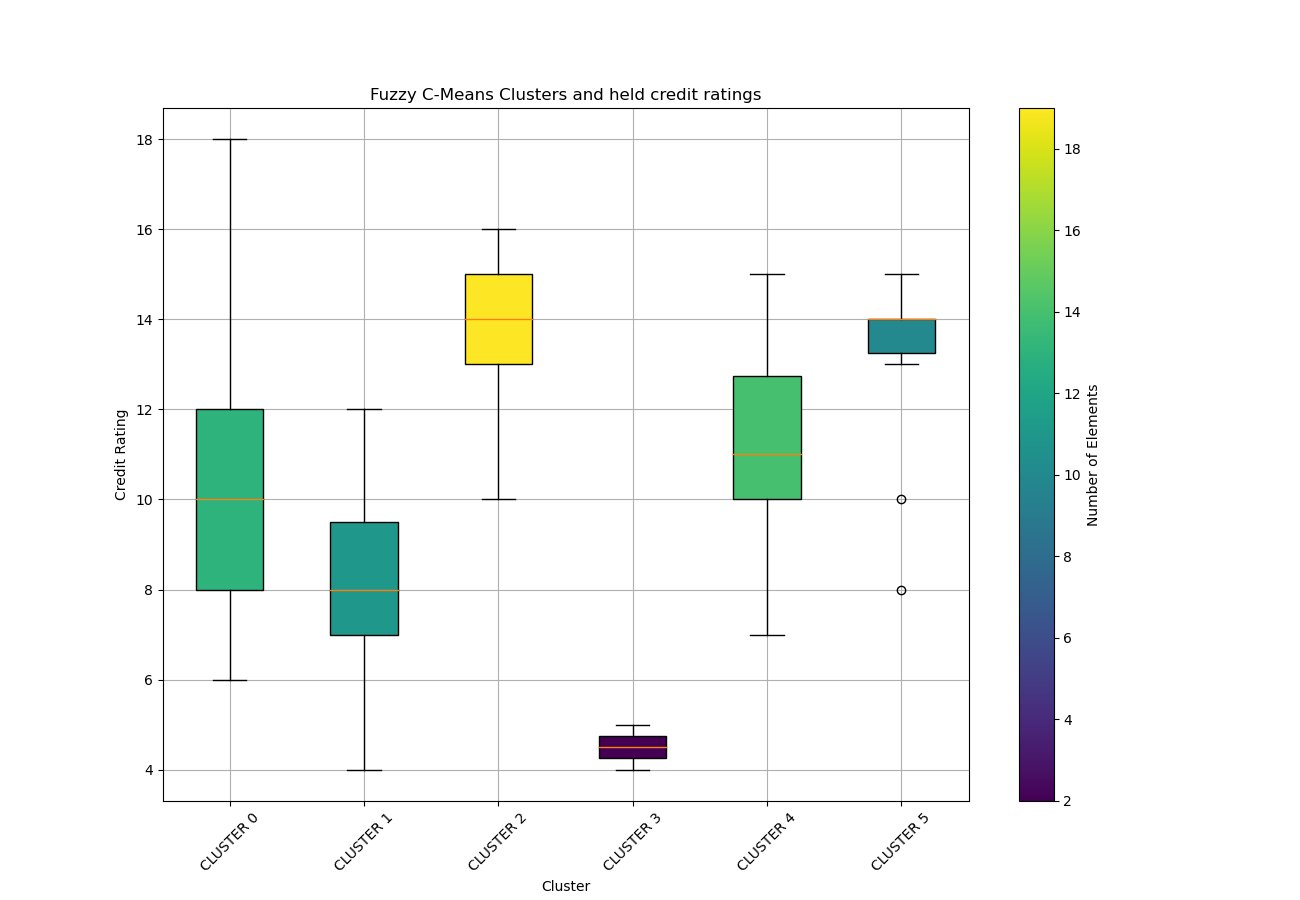 Fuzzy C-Means Clusters and held credit ratings
18
16
14
12
10
8
6
4
Credit Rating
CLUSTER 0
CLUSTER 1
CLUSTER 2
CLUSTER 3
CLUSTER 4
CLUSTER 5
Cluster
18
16
14
12
10
8
6
4
2
Number of Elements